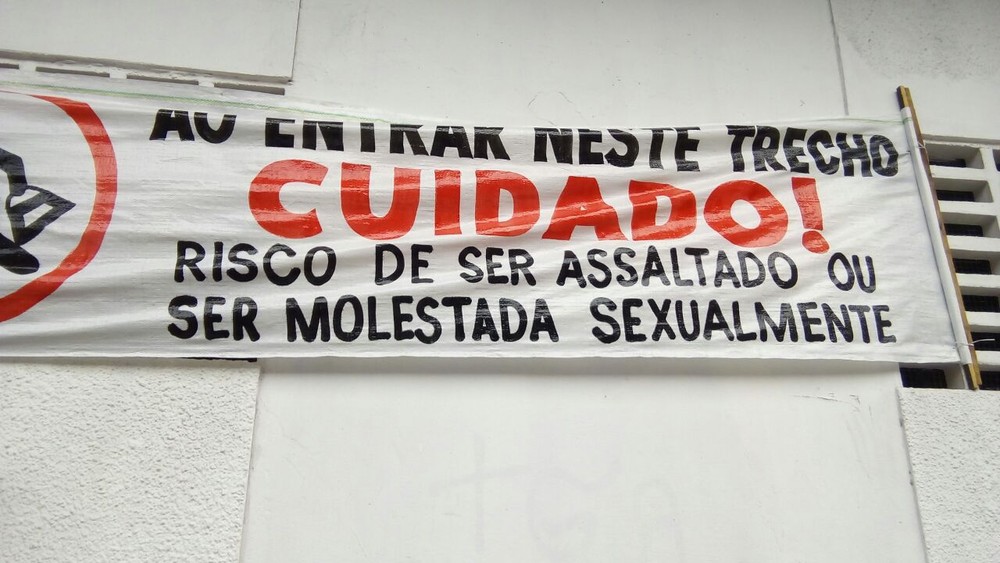 AO ENTRAR NESTE TRECHO
CUIDADO!
RISCO DE SER ASSALTADO OU
SER MOLESTADA SEXUALMENTE